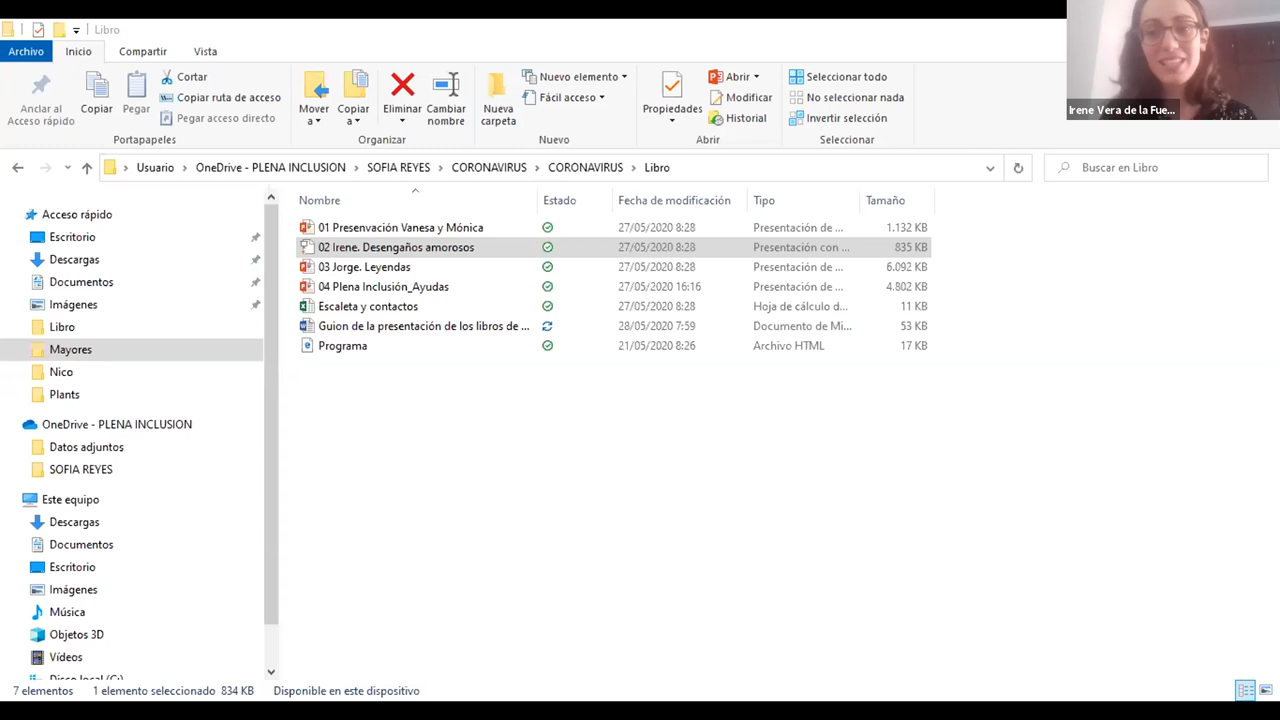 Libro
Archivo Inicio Compartir Vista
Anclar al Acceso rápido
Copiar
Pegar
Cortar
Copiar ruta de acceso
Pegar acceso directo
Portapapeles
Mover a
Copiar a
Eliminar
Cambiar nombre
Organizar
Nueva carpeta
Nuevo elemento
Fácil acceso
Nuevo
Propiedades
Abrir
Modificar
Historial
Abrir
Seleccionar todo
No seleccionar nada
Invertir selección
Seleccionar
Irene Vera de la Fue...
Usuario › OneDrive - PLENA INCLUSION › SOFIA REYES › CORONAVIRUS › CORONAVIRUS › Libro
Buscar en Libro
Acceso rápido
Escritorio
Descargas
Documentos
Imágenes
Libro
Mayores
Nico
Plants
OneDrive - PLENA INCLUSION
Datos adjuntos
SOFIA REYES
Este equipo
Descargas
Documentos
Escritorio
Imágenes
Música
Objetos 3D
Vídeos
Disco local (C:)
Nombre Estado Fecha de modificación Tipo Tamaño
01 Presenvación Vanesa y Mónica 27/05/2020 8:28 Presentación de ... 1.132 KB
02 Irene. Desengaños amorosos 27/05/2020 8:28 Presentación con ... 835 KB
03 Jorge. Leyendas 27/05/2020 8:28 Presentación de ... 6.092 KB
04 Plena Inclusión_Ayudas 27/05/2020 16:16 Presentación de ... 4.802 KB
Escaleta y contactos 27/05/2020 8:28 Hoja de cálculo d... 11 KB
Guion de la presentación de los libros de ... 28/05/2020 7:59 Documento de Mi... 53 KB
Programa 21/05/2020 8:26 Archivo HTML 17 KB
7 elementos 1 elemento seleccionado 834 KB Disponible en este dispositivo